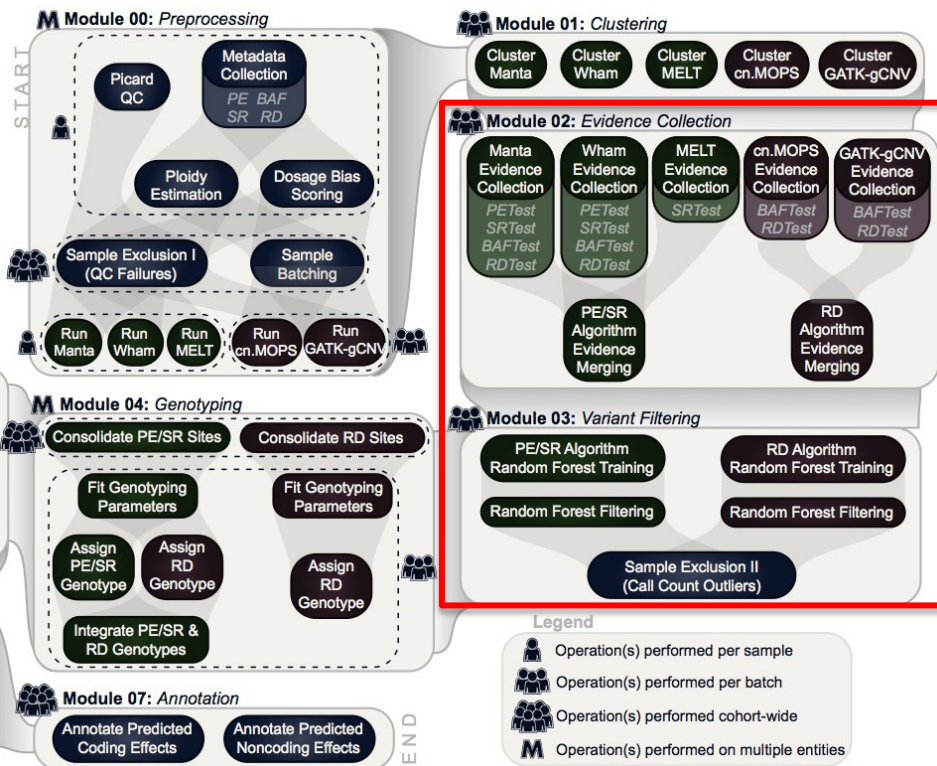 M Module 00: Preprocessing
START
Picard
QC
Metadata
Collection
PE BAF
SR RD
Ploidy
Estimation
Dosage Bias
Scoring
Sample Exclusion I
(QC Failures)
Sample
Batching
Run
Manta
Run
Wham
Run
MELT
Run
cn.MOPS
Run
GATK-gCNV
Module 01: Clustering
Cluster
Manta
Cluster
Wham
Cluster
MELT
Cluster
cn.MOPS
Cluster
GATK-gCNV
Module 02: Evidence Collection
Manta
Evidence
Collection
PETest
SRTest
BAFTest
RDTest
Wham
Evidence
Collection
PETest
SRTest
BAFTest
RDTest
MELT
Evidence
Collection
SRTest
cn.MOPS
Evidence
Collection
BAFTest
RDTest
GATK-gCNV
Evidence
Collection
BAFTest
RDTest
PE/SR
Algorithm
Evidence
Merging
RD
Algorithm
Evidence
Merging
Module 03: Variant Filtering
PE/SR Algorithm
Random Forest Training
RD Algorithm
Random Forest Training
Random Forest Filtering
Random Forest Filtering
Sample Exclusion II
(Call Count Outliers)
M Module 04: Genotyping
Consolidate PE/SR Sites
Consolidate RD Sites
Fit Genotyping
Parameters
Fit Genotyping
Parameters
Assign
PE/SR
Genotype
Assign
RD
Genotype
Assign
RD
Genotype
Integrate PE/SR &
RD Genotypes
Module 07: Annotation
Annotate Predicted
Coding Effects
Annotate Predicted
Noncoding Effects
END
Legend
Operation(s) performed per sample
Operation(s) performed per batch
Operation(s) performed cohort-wide
M Operation(s) performed on multiple entities